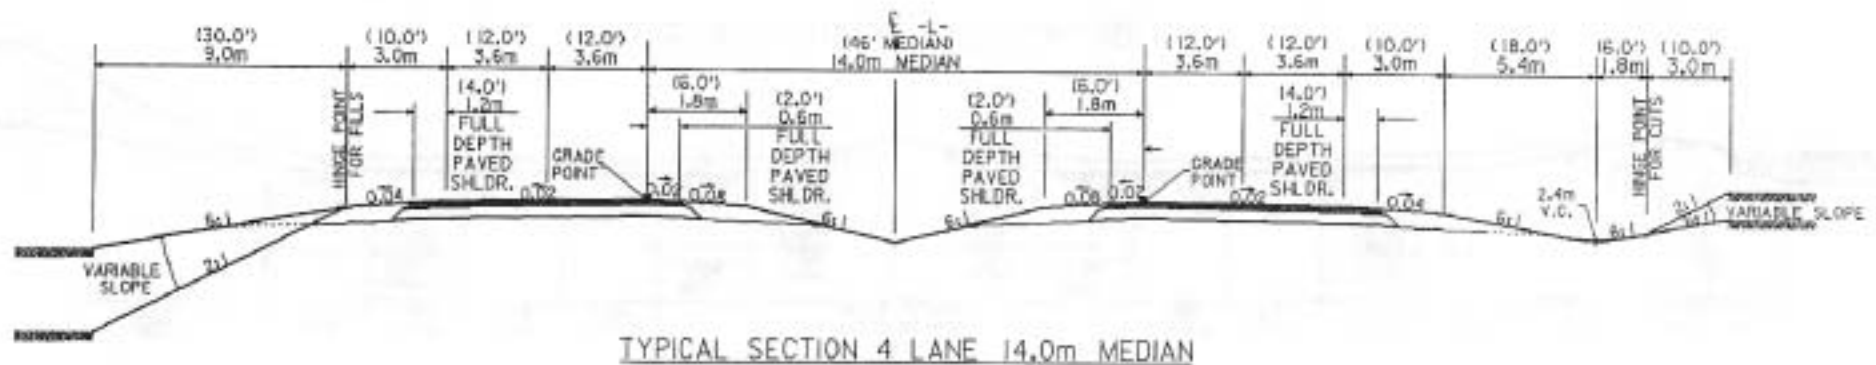 (30.0')
9.0m
(10.0')
3.0m
(12.0')
3.6m
(12.0')
3.6m
-L-
(46' MEDIAN)
14.0m MEDIAN
(12.0')
3.6m
(12.0')
3.6m
(10.0')
3.0m
(18.0')
5.4m
(6.0')
1.8m
(10.0')
3.0m
HINGE POINT
FOR FILLS
(4.0')
1.2m
FULL
DEPTH
PAVED
SHLDR.
GRADE
POINT
(6.0')
1.8m
(2.0')
0.6m
FULL
DEPTH
PAVED
SHLDR.
(2.0')
0.6m
FULL
DEPTH
PAVED
SHLDR.
(6.0')
1.8m
GRADE
POINT
(4.0')
1.2m
FULL
DEPTH
PAVED
SHLDR.
2.4m
V.C.
HINGE POINT
FOR CUTS
0.04
0.02
0.02
0.08
0.02
0.02
0.04
6:1
2:1
6:1
6:1
6:1
6:1
2:1
VARIABLE
SLOPE
VARIABLE SLOPE
TYPICAL SECTION 4 LANE 14.0m MEDIAN